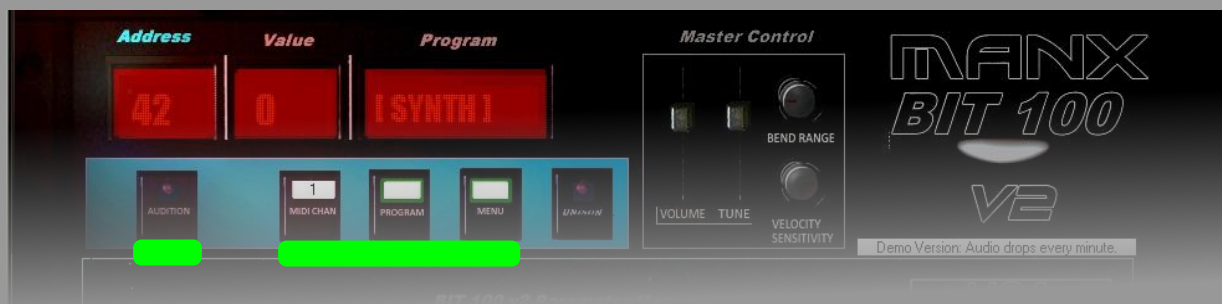 Address Value Program Master Control
MANX
BIT 100
42 0 [ SYNTH ]
BEND RANGE
1
AUDITION MIDI CHAN PROGRAM MENU UNISON
V2
VOLUME TUNE
VELOCITY
SENSITIVITY
Demo Version: Audio drops every minute.